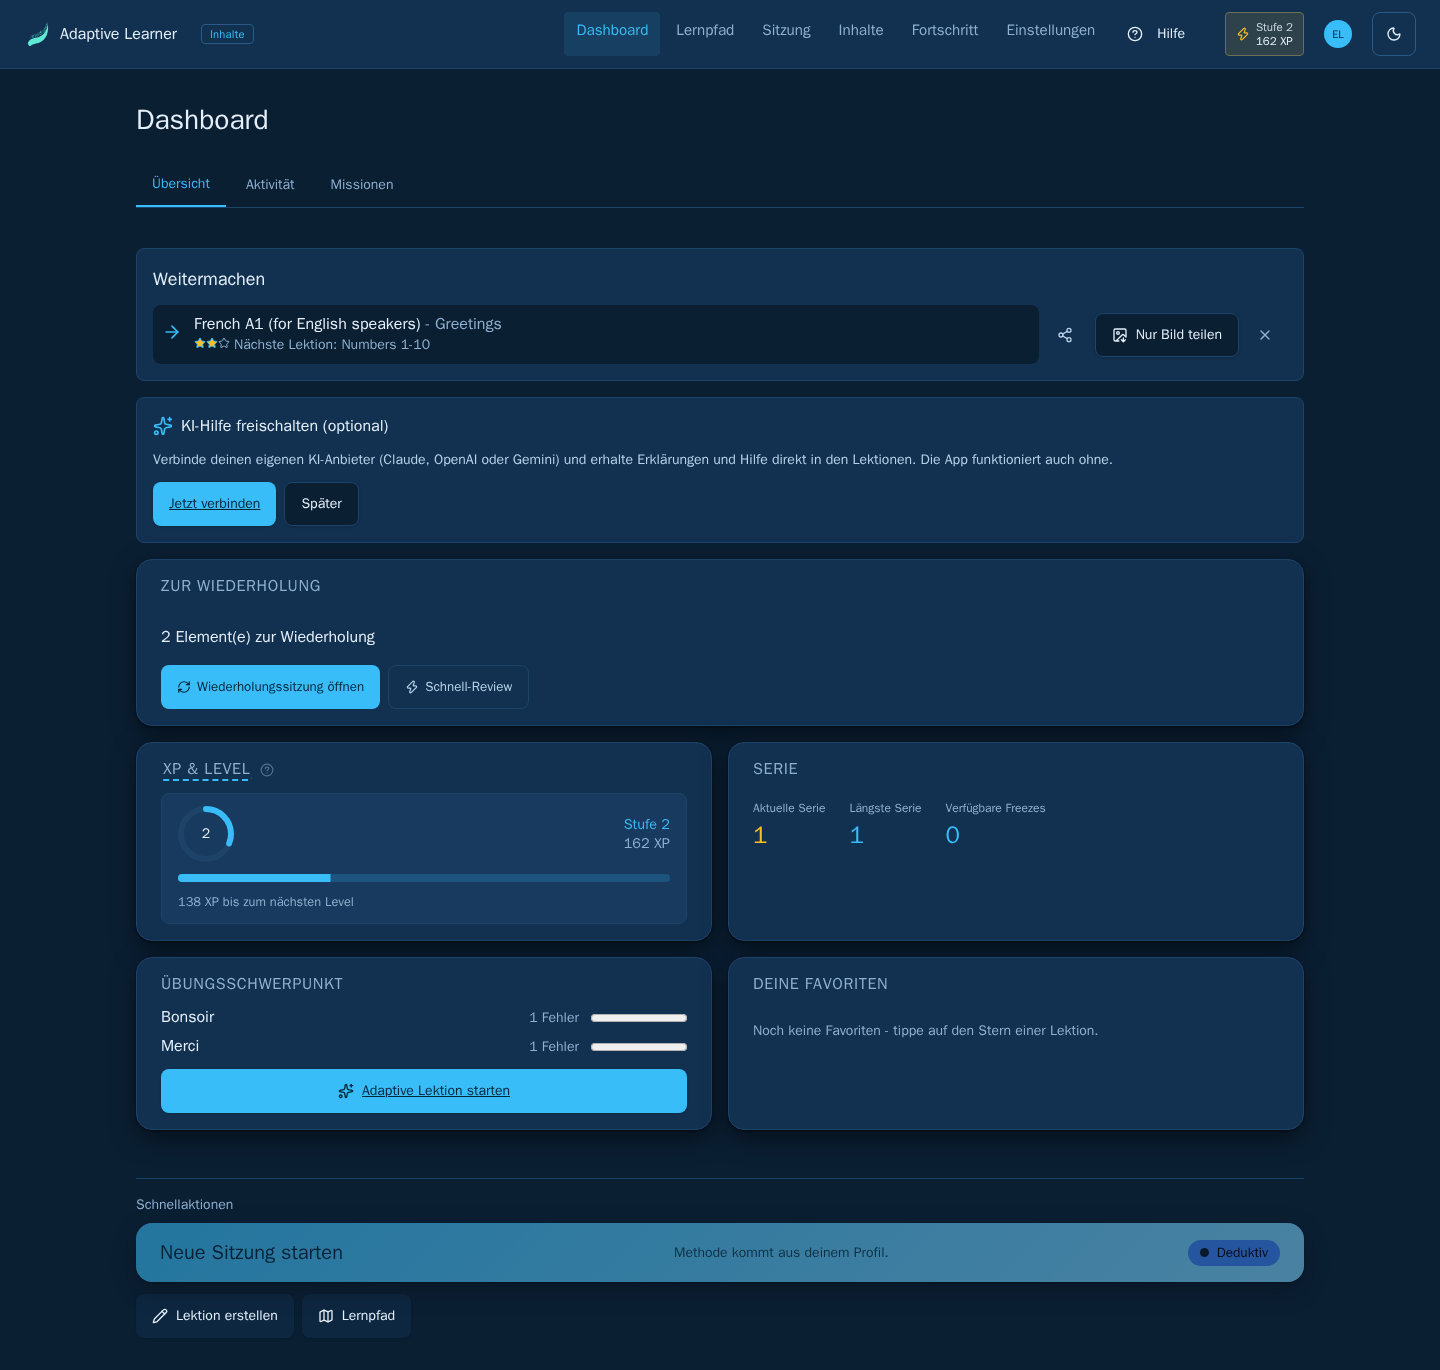 Adaptive Learner
Inhalte
Dashboard
Lernpfad
Sitzung
Inhalte
Fortschritt
Einstellungen
Hilfe
Stufe 2
162 XP
EL
Dashboard
Übersicht
Aktivität
Missionen
Weitermachen
French A1 (for English speakers) - Greetings
Nächste Lektion: Numbers 1-10
Nur Bild teilen
KI-Hilfe freischalten (optional)
Verbinde deinen eigenen KI-Anbieter (Claude, OpenAI oder Gemini) und erhalte Erklärungen und Hilfe direkt in den Lektionen. Die App funktioniert auch ohne.
Jetzt verbinden
Später
ZUR WIEDERHOLUNG
2 Element(e) zur Wiederholung
Wiederholungssitzung öffnen
Schnell-Review
XP & LEVEL
2
Stufe 2
162 XP
138 XP bis zum nächsten Level
SERIE
Aktuelle Serie
Längste Serie
Verfügbare Freezes
1
1
0
ÜBUNGSSCHWERPUNKT
Bonsoir
1 Fehler
Merci
1 Fehler
Adaptive Lektion starten
DEINE FAVORITEN
Noch keine Favoriten - tippe auf den Stern einer Lektion.
Schnellaktionen
Neue Sitzung starten
Methode kommt aus deinem Profil.
Deduktiv
Lektion erstellen
Lernpfad